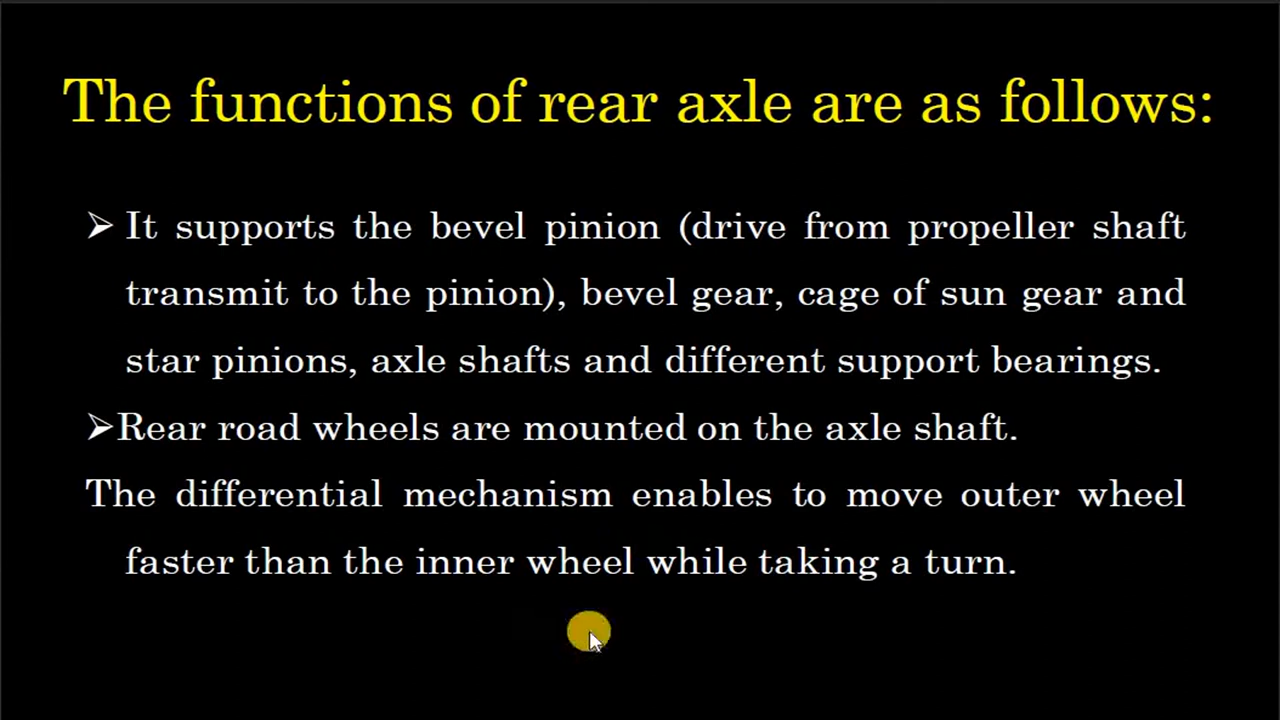 The functions of rear axle are as follows:
➢ It supports the bevel pinion (drive from propeller shaft
transmit to the pinion), bevel gear, cage of sun gear and
star pinions, axle shafts and different support bearings.
➢Rear road wheels are mounted on the axle shaft.
The differential mechanism enables to move outer wheel
faster than the inner wheel while taking a turn.